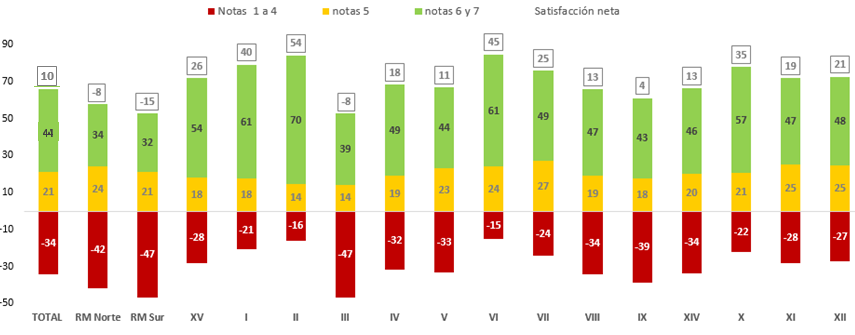 Notas 1 a 4 notas 5 notas 6 y 7 Satisfacción neta
90
70
50
30
10
-10
-30
-50
10 -8 -15 26 40 54 -8 18 11 45 25 13 4 13 35 19 21
44 34 32 54 61 70 39 49 44 61 49 47 43 46 57 47 48
21 24 21 18 18 14 14 19 23 24 27 19 18 20 21 25 25
-34 -42 -47 -28 -21 -16 -47 -32 -33 -15 -24 -34 -39 -34 -22 -28 -27
TOTAL RM Norte RM Sur XV I II III IV V VI VII VIII IX XIV X XI XII